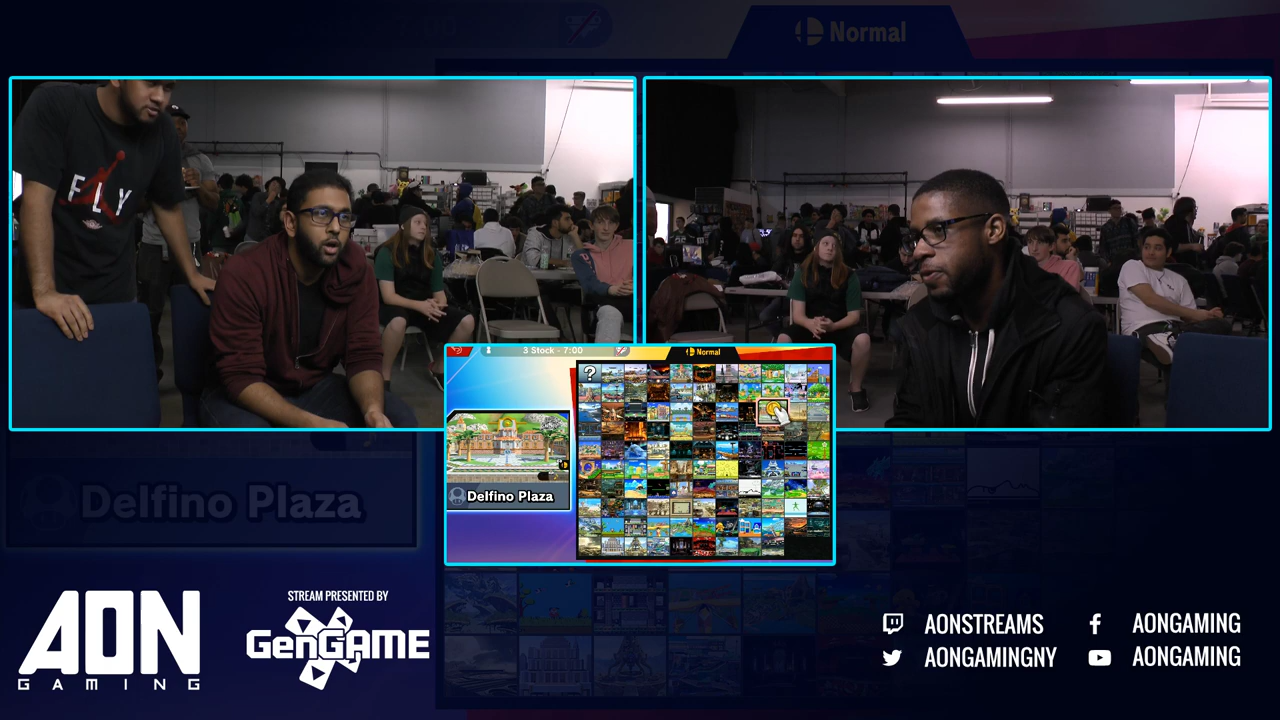 Normal
FLY
3 Stock - 7:00
Normal
?
Delfino Plaza
Delfino Plaza
AON
GAMING
STREAM PRESENTED BY
GenGAME
AONSTREAMS
AONGAMING
AONGAMINGNY
AONGAMING